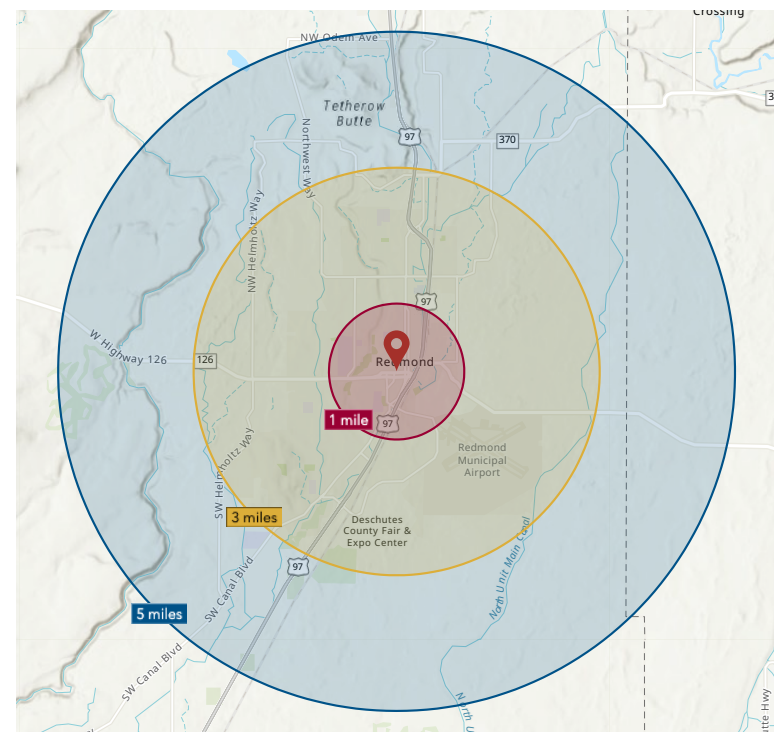 Crossing
NW Odem Ave
Tetherow
Butte
97
370
3
Northwest Way
NW Helmholtz Way
97
W Highway 126
126
Redmond
1 mile
97
Redmond
Municipal
Airport
SW Helmholtz Way
3 miles
Deschutes
County Fair &
Expo Center
North Unit Main Canal
97
SW Canal Blvd
5 miles
SW Canal Blvd
North U
utte Hwy